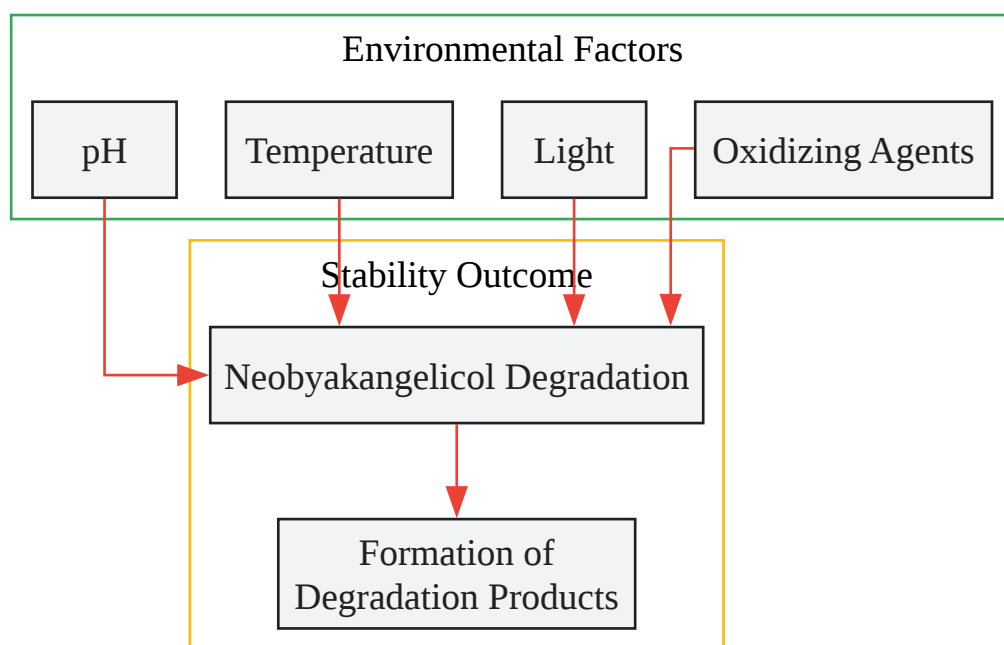 Environmental Factors
pH
Temperature
Light
Oxidizing Agents
Stability Outcome
Neobyakangelicol Degradation
Formation of
Degradation Products